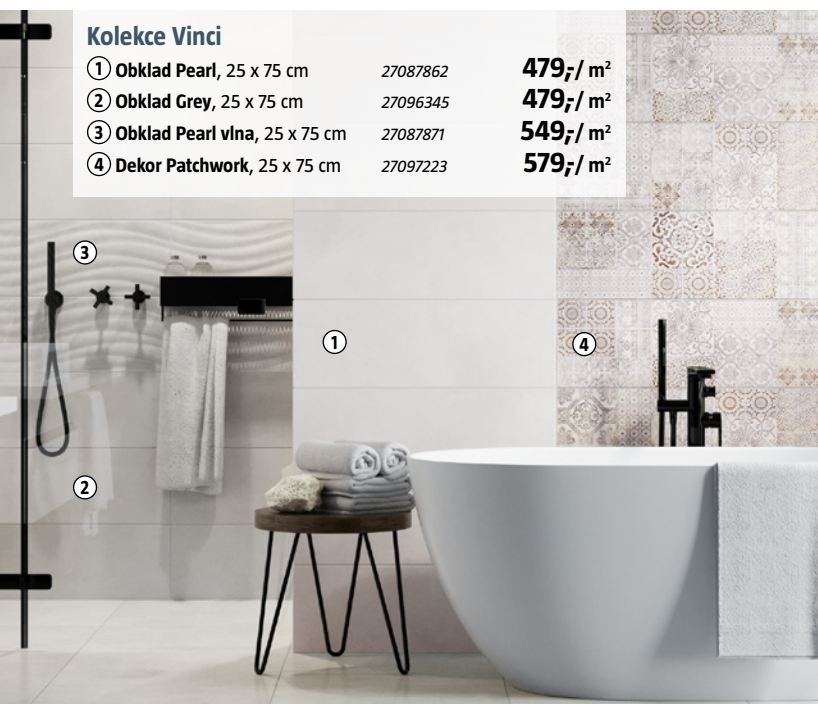 Kolekce Vinci
1 Obklad Pearl, 25 x 75 cm 27087862 479,-/ m²
2 Obklad Grey, 25 x 75 cm 27096345 479,-/ m²
3 Obklad Pearl vlna, 25 x 75 cm 27087871 549,-/ m²
4 Dekor Patchwork, 25 x 75 cm 27097223 579,-/ m²
3
1
4
2